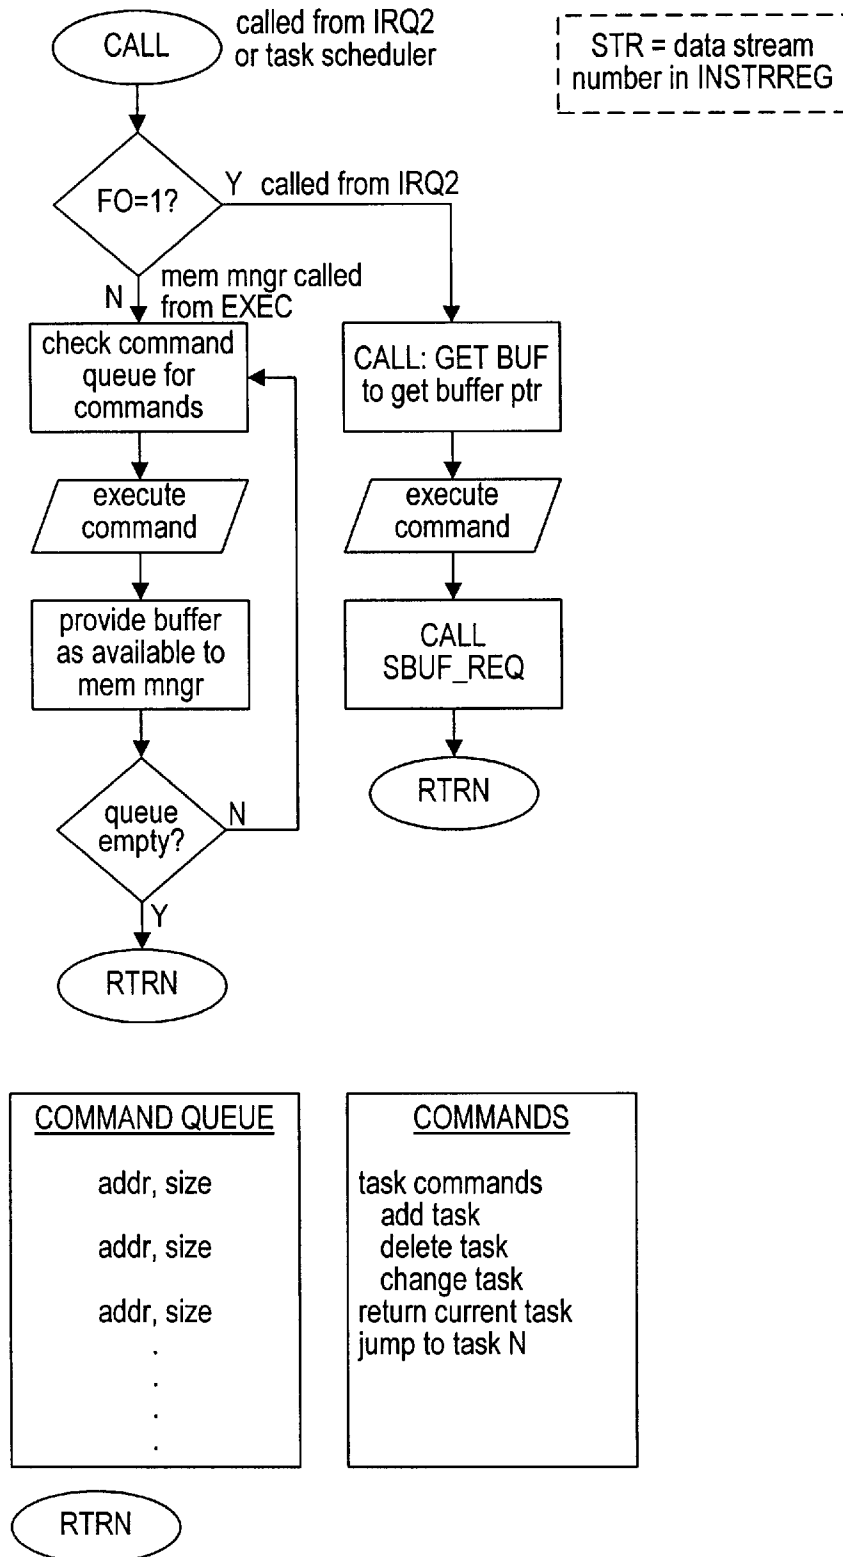 CALL
called from IRQ2
or task scheduler
STR = data stream
number in INSTRREG
FO=1?
Y called from IRQ2
N
mem mngr called
from EXEC
check command
queue for
commands
CALL: GET BUF
to get buffer ptr
execute
command
execute
command
provide buffer
as available to
mem mngr
CALL
SBUF_REQ
queue
empty?
N
RTRN
Y
RTRN
COMMAND QUEUE
addr, size
addr, size
addr, size
.
.
.
.
COMMANDS
task commands
add task
delete task
change task
return current task
jump to task N
RTRN